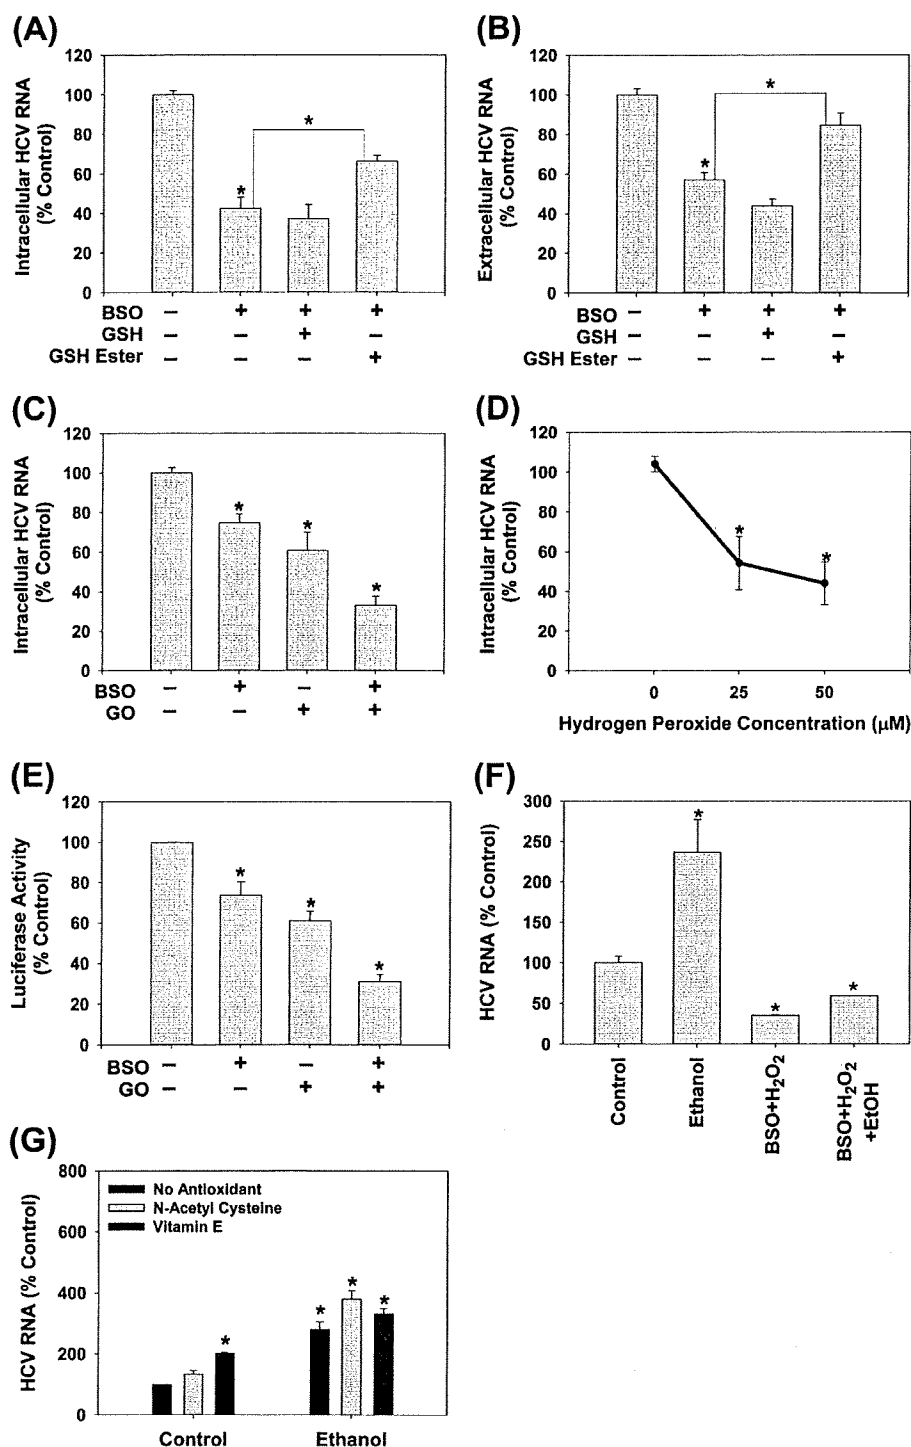 (A)
Intracellular HCV RNA
(% Control)
120
100
80
60
40
20
0
*
*
BSO − + + +
GSH − − + −
GSH Ester − − − +
(B)
Extracellular HCV RNA
(% Control)
120
100
80
60
40
20
0
*
*
BSO − + + +
GSH − − + −
GSH Ester − − − +
(C)
Intracellular HCV RNA
(% Control)
120
100
80
60
40
20
0
* * *
BSO − + − +
GO − − + +
(D)
Intracellular HCV RNA
(% Control)
120
100
80
60
40
20
0
* *
0 25 50
Hydrogen Peroxide Concentration (µM)
(E)
Luciferase Activity
(% Control)
120
100
80
60
40
20
0
* * *
BSO − + − +
GO − − + +
(F)
HCV RNA (% Control)
300
250
200
150
100
50
0
* * *
Control
Ethanol
BSO+H₂O₂
BSO+H₂O₂
+EtOH
(G)
HCV RNA (% Control)
800
600
400
200
0
No Antioxidant
N-Acetyl Cysteine
Vitamin E
* * * *
Control Ethanol